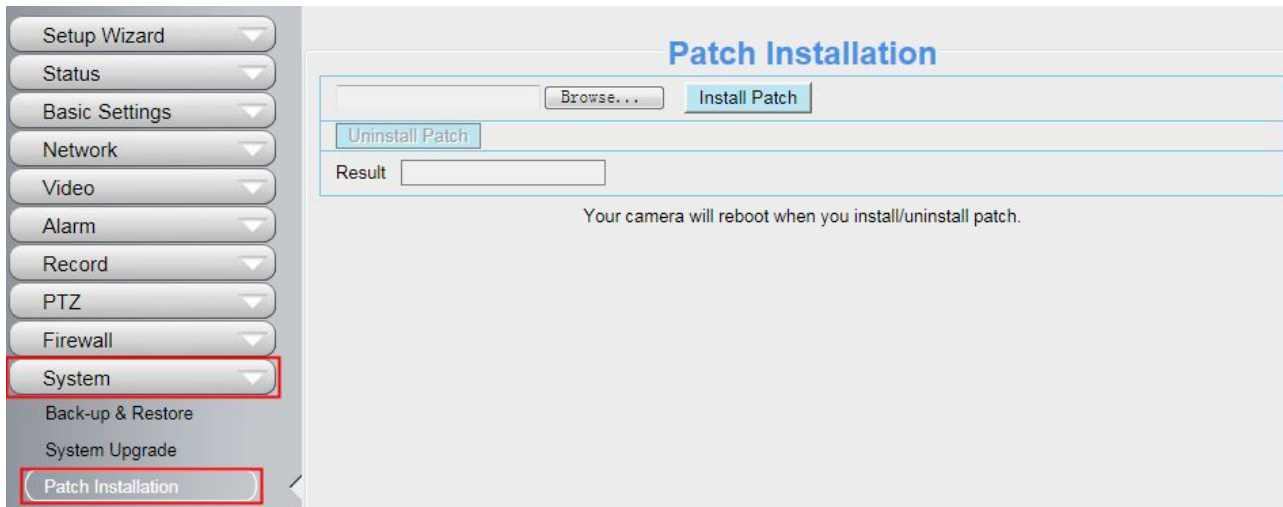 Setup Wizard
Status
Basic Settings
Network
Video
Alarm
Record
PTZ
Firewall
System
Back-up & Restore
System Upgrade
Patch Installation
Patch Installation
Browse... Install Patch
Uninstall Patch
Result
Your camera will reboot when you install/uninstall patch.